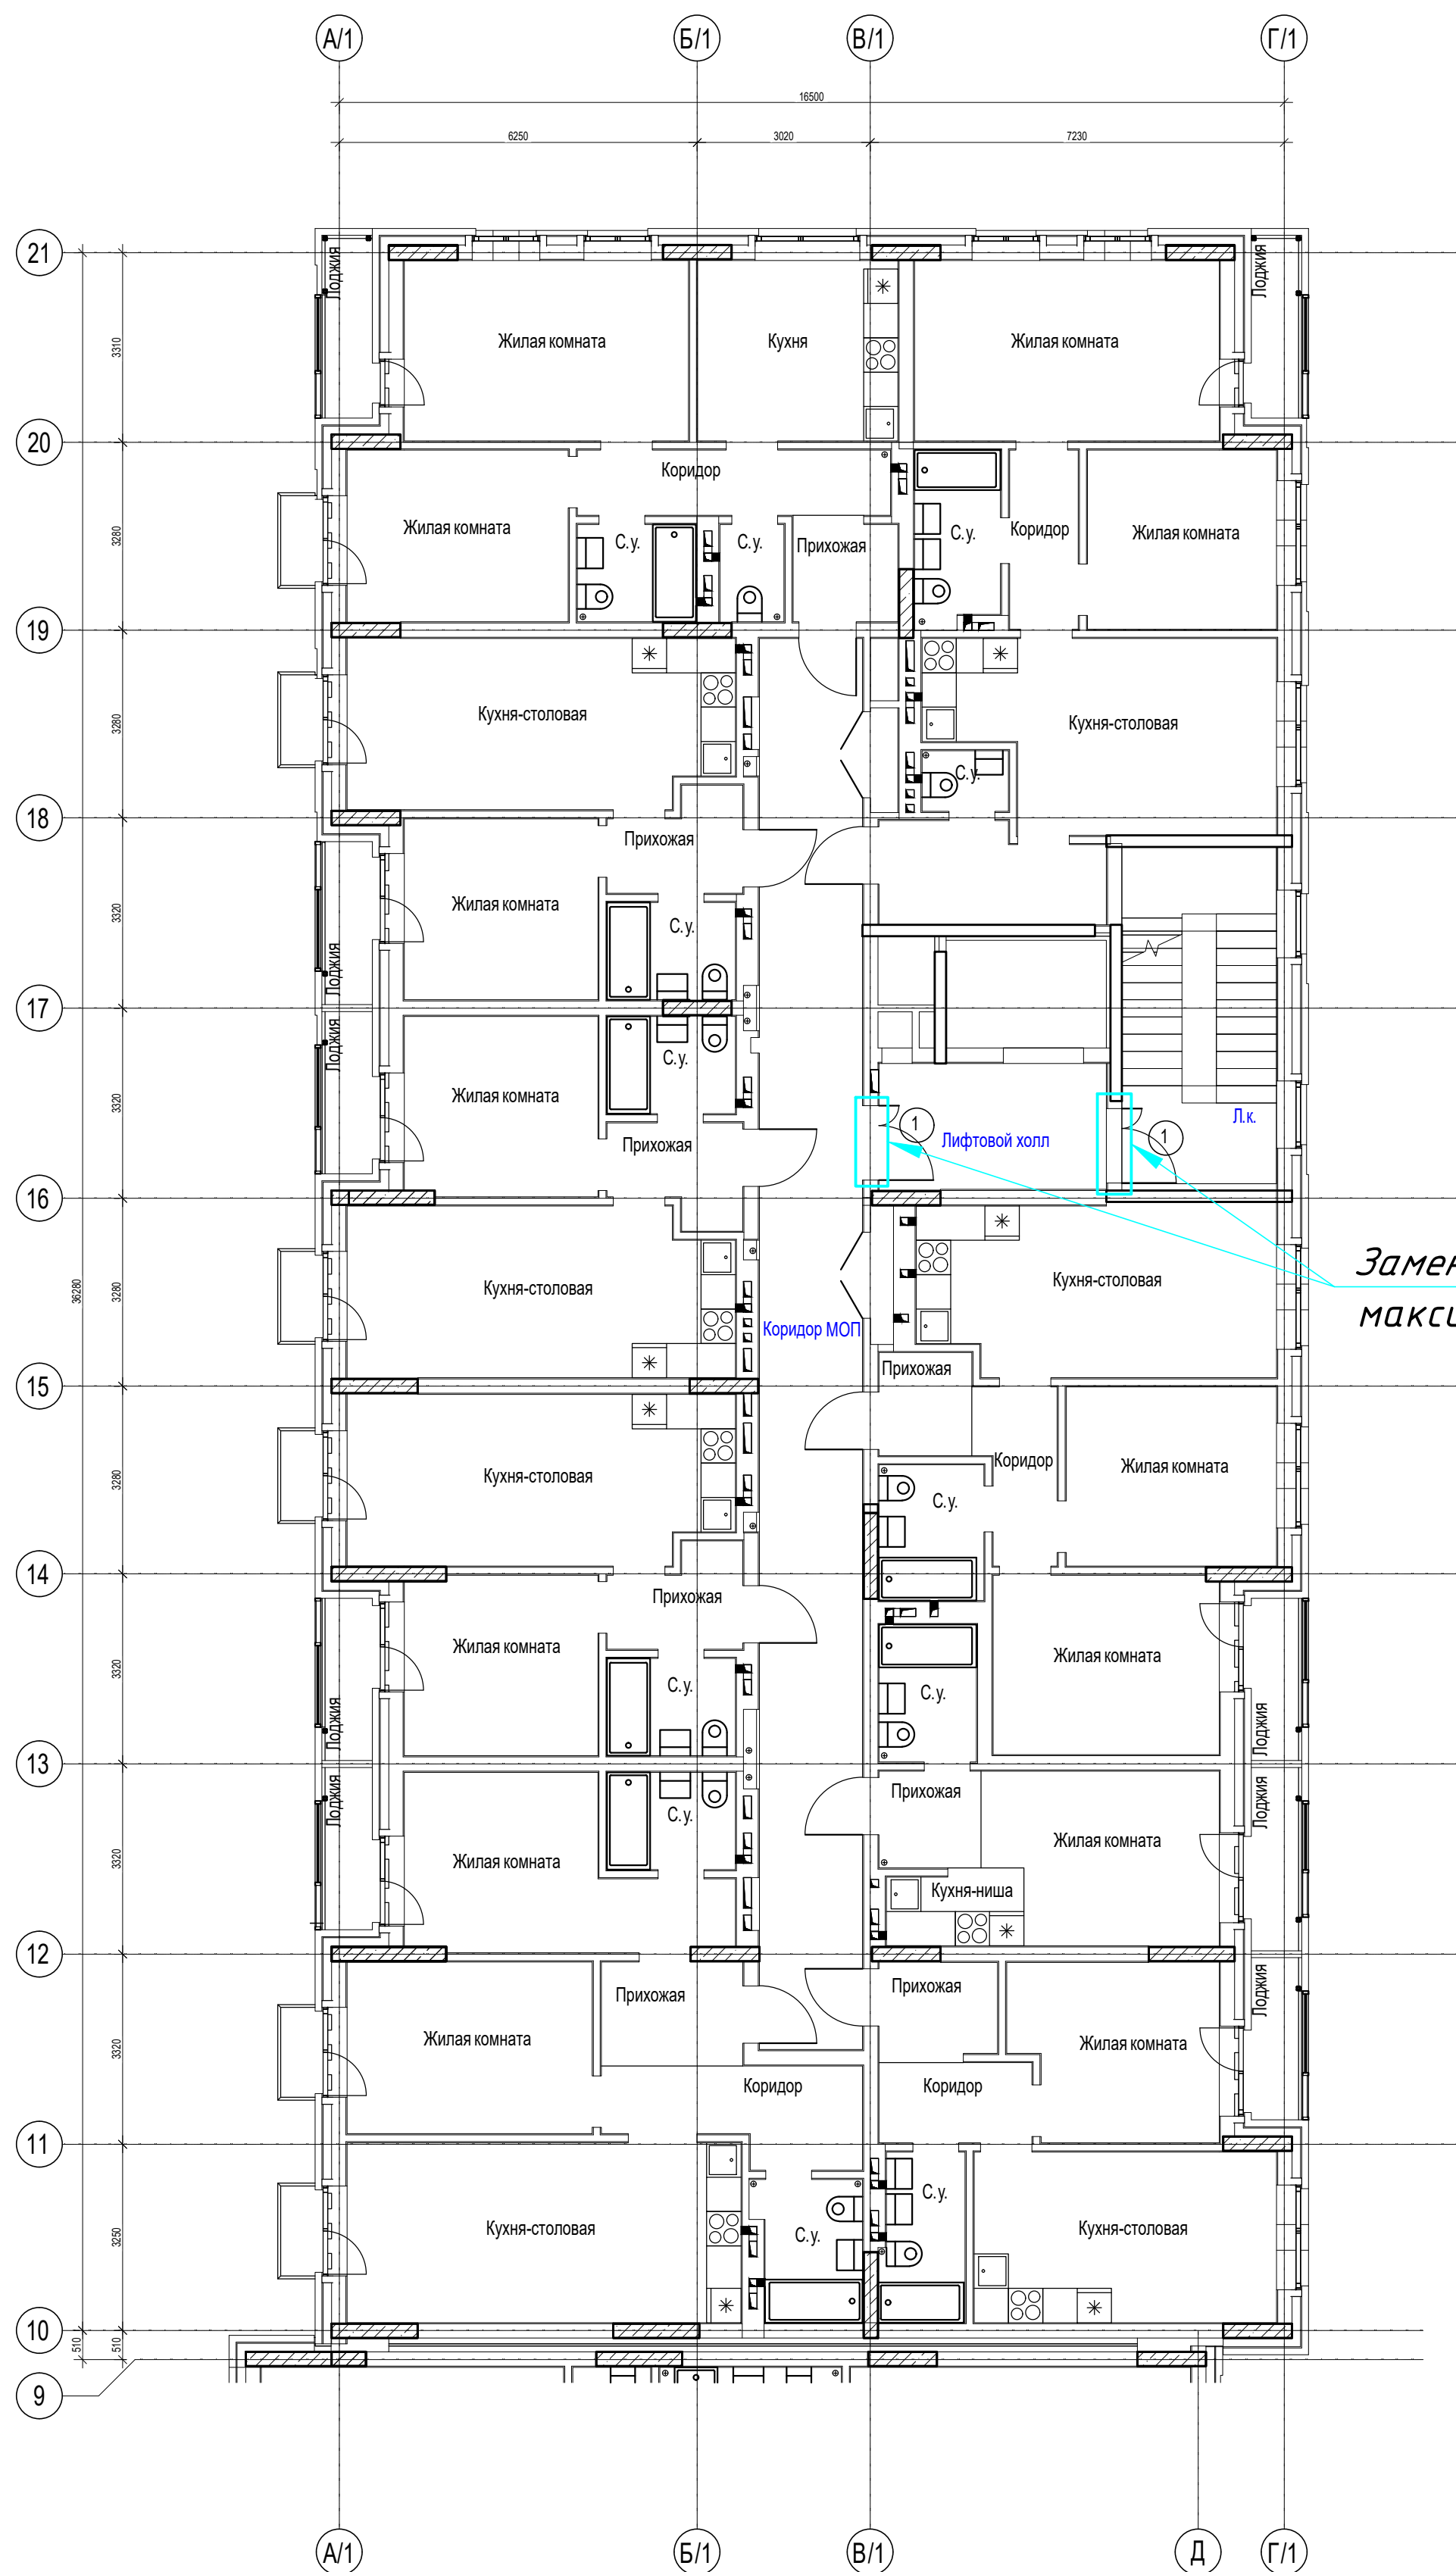 А/1
Б/1
В/1
Г/1
16500
6250
3020
7230
21
Лоджия
Лоджия
3310
Жилая комната
Кухня
Жилая комната
20
Коридор
3280
Жилая комната
С.у.
С.у.
Прихожая
С.у.
Коридор
Жилая комната
19
3280
Кухня-столовая
Кухня-столовая
С.у.
18
Прихожая
3320
Жилая комната
С.у.
Лоджия
17
Лоджия
С.у.
3320
Жилая комната
Прихожая
1
Лифтовой холл
1
Л.к.
16
36280
3280
Кухня-столовая
Кухня-столовая
Коридор МОП
Прихожая
15
3280
Кухня-столовая
Коридор
Жилая комната
С.у.
14
Прихожая
3320
Жилая комната
Жилая комната
С.у.
С.у.
Лоджия
Лоджия
13
Лоджия
Лоджия
Прихожая
С.у.
3320
Жилая комната
Жилая комната
Кухня-ниша
12
Прихожая
Прихожая
Лоджия
3320
Жилая комната
Жилая комната
Коридор
Коридор
11
С.у.
3250
Кухня-столовая
С.у.
Кухня-столовая
10
510
510
9
А/1
Б/1
В/1
Д
Г/1